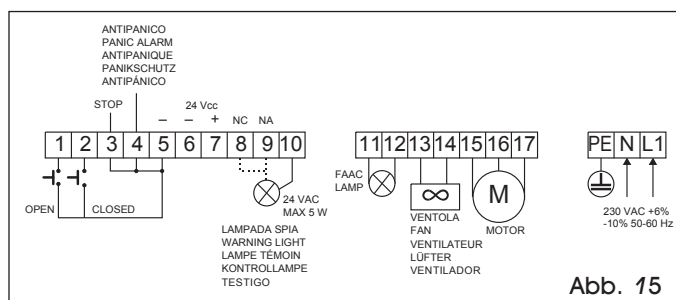 ANTIPANICO
PANIC ALARM
ANTIPANIQUE
PANIKSCHUTZ
ANTIPÁNICO
STOP
24 Vcc
– – + NC NA
1 2 3 4 5 6 7 8 9 10
11 12 13 14 15 16 17
PE N L1
OPEN CLOSED
24 VAC
MAX 5 W
LAMPADA SPIA
WARNING LIGHT
LAMPE TÉMOIN
KONTROLLAMPE
TESTIGO
FAAC
LAMP
VENTOLA
FAN
VENTILATEUR
LÜFTER
VENTILADOR
M
MOTOR
230 VAC +6%
-10% 50-60 Hz
Abb. 15